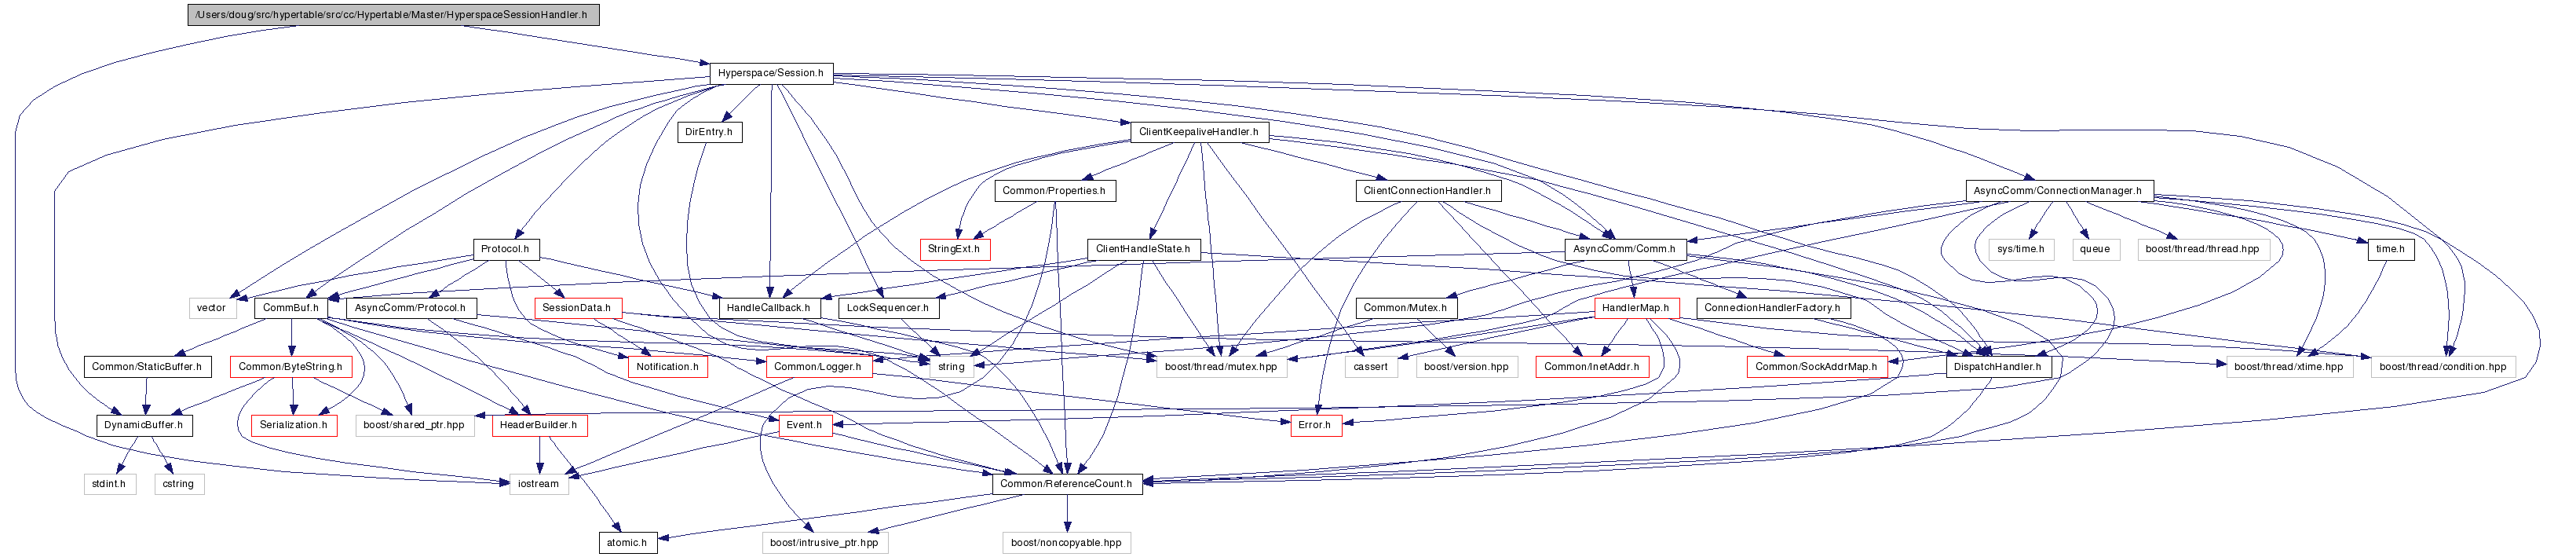 /Users/doug/src/hypertable/src/cc/Hypertable/Master/HyperspaceSessionHandler.h
Hyperspace/Session.h
DirEntry.h
ClientKeepaliveHandler.h
Common/Properties.h
ClientConnectionHandler.h
AsyncComm/ConnectionManager.h
Protocol.h
StringExt.h
ClientHandleState.h
AsyncComm/Comm.h
sys/time.h
queue
boost/thread/thread.hpp
time.h
vector
CommBuf.h
AsyncComm/Protocol.h
SessionData.h
HandleCallback.h
LockSequencer.h
Common/Mutex.h
HandlerMap.h
ConnectionHandlerFactory.h
Common/StaticBuffer.h
Common/ByteString.h
Notification.h
Common/Logger.h
string
boost/thread/mutex.hpp
cassert
boost/version.hpp
Common/InetAddr.h
Common/SockAddrMap.h
DispatchHandler.h
boost/thread/xtime.hpp
boost/thread/condition.hpp
DynamicBuffer.h
Serialization.h
boost/shared_ptr.hpp
HeaderBuilder.h
Event.h
Error.h
stdint.h
cstring
iostream
Common/ReferenceCount.h
atomic.h
boost/intrusive_ptr.hpp
boost/noncopyable.hpp